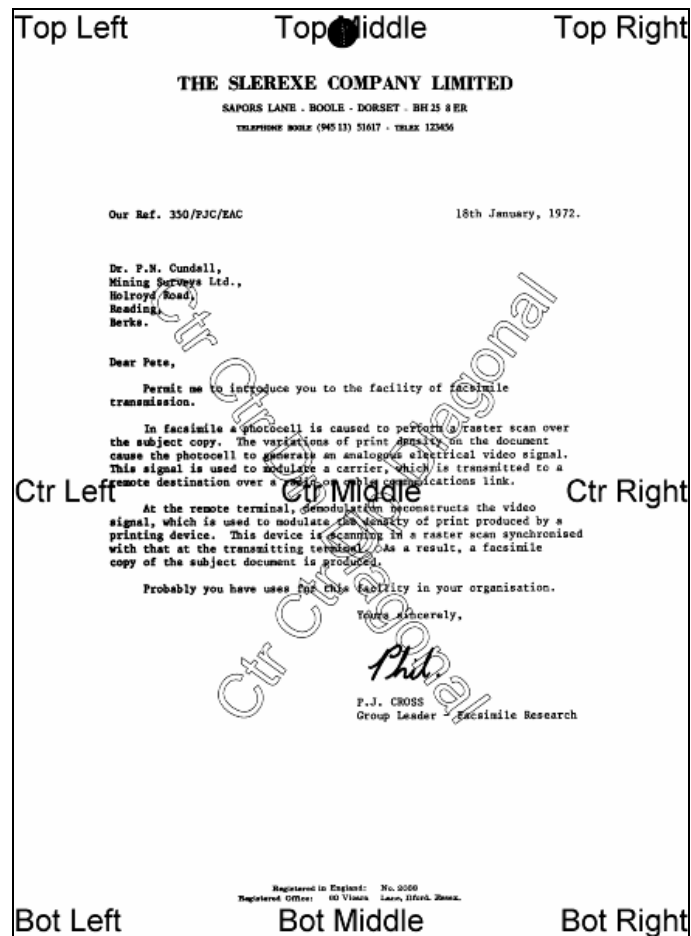 Top Left Top Middle Top Right
THE SLEREXE COMPANY LIMITED
SAPORS LANE - BOOLE - DORSET - BH 25 8 ER
TELEPHONE BOOLE (945 13) 51617 - TELEX 123456
Our Ref. 350/PJC/EAC 18th January, 1972.
Dr. P.N. Cundall,
Mining Surveys Ltd.,
Holroyd Road,
Reading,
Berks.
Dear Pete,
Permit me to introduce you to the facility of facsimile
transmission.
In facsimile a photocell is caused to perform a raster scan over
the subject copy. The variations of print density on the document
cause the photocell to generate an analogous electrical video signal.
This signal is used to modulate a carrier, which is transmitted to a
remote destination over a radio or cable communications link.
Ctr Left Ctr Middle Ctr Right
At the remote terminal, demodulation reconstructs the video
signal, which is used to modulate the density of print produced by a
printing device. This device is scanning in a raster scan synchronised
with that at the transmitting terminal. As a result, a facsimile
copy of the subject document is produced.
Probably you have uses for this facility in your organisation.
Yours sincerely,
Phil.
P.J. CROSS
Group Leader - Facsimile Research
Ctr Diagonal
Ctr Diagonal
Registered in England: No. 2038
Registered Office: 60 Vicara Lane, Ilford. Essex.
Bot Left Bot Middle Bot Right